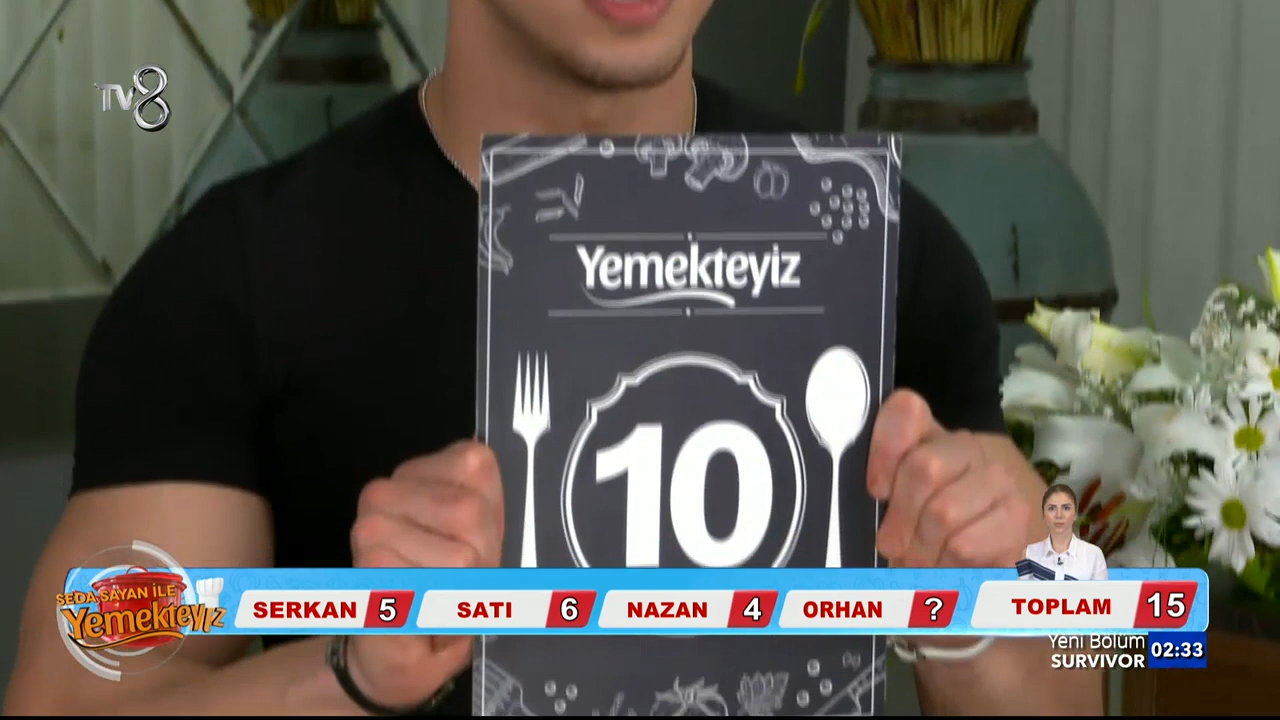 TV8
Yemekteyiz
10
SEDA SAYAN İLE
Yemekteyiz
SERKAN 5 SATI 6 NAZAN 4 ORHAN ? TOPLAM 15
Yeni Bölüm
SURVIVOR 02:33